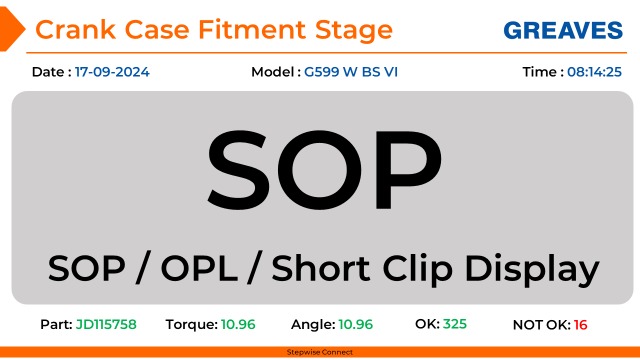 Crank Case Fitment Stage
GREAVES
Date : 17-09-2024 Model : G599 W BS VI Time : 08:14:25
SOP
SOP / OPL / Short Clip Display
Part: JD115758 Torque: 10.96 Angle: 10.96 OK: 325 NOT OK: 16
Stepwise Connect